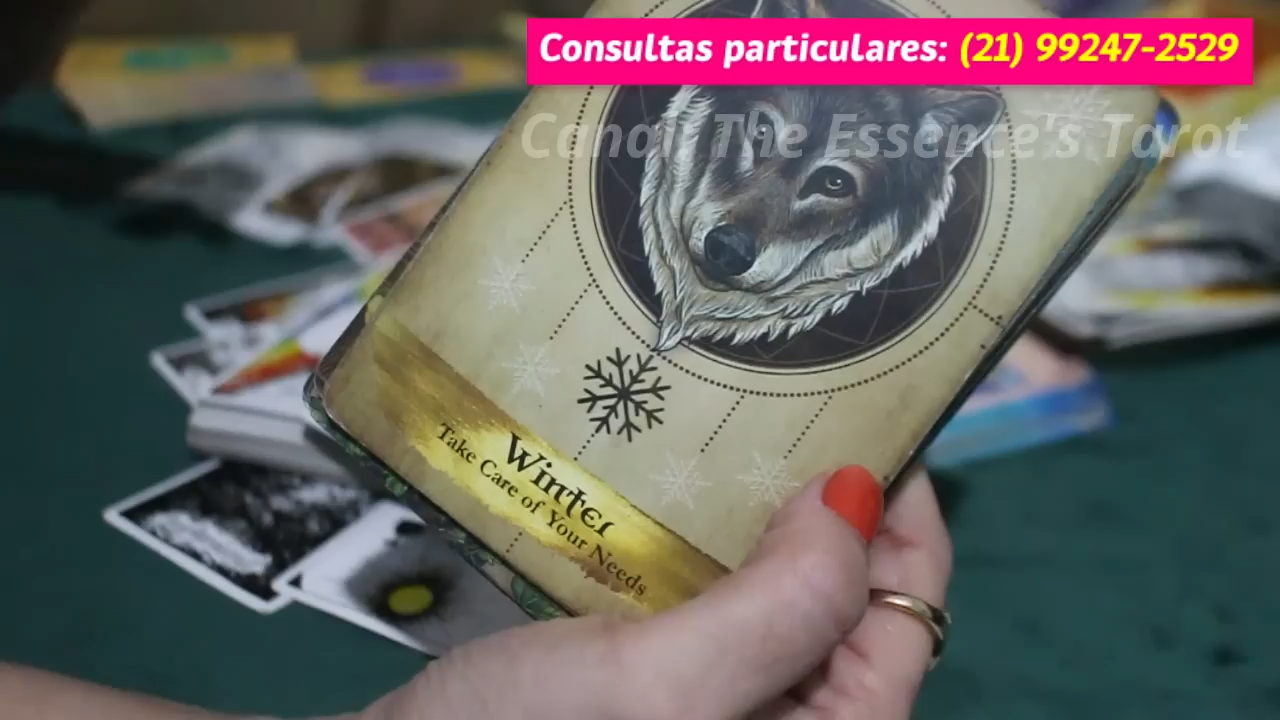 Consultas particulares: (21) 99247-2529
Canal: The Essence's Tarot
Winter
Take Care of Your Needs